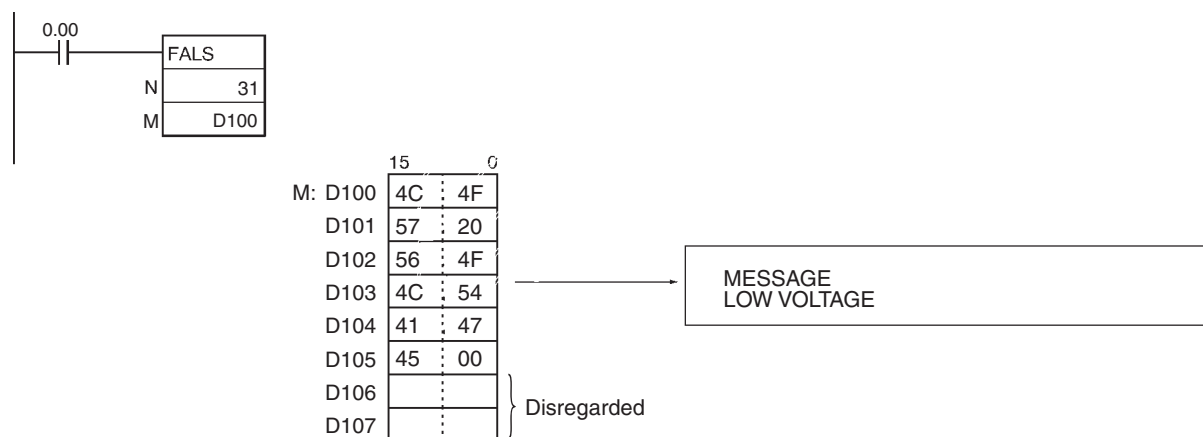 0.00
FALS
N 31
M D100
15 0
M: D100 4C 4F
D101 57 20
D102 56 4F
D103 4C 54
D104 41 47
D105 45 00
D106
D107
Disregarded
MESSAGE
LOW VOLTAGE